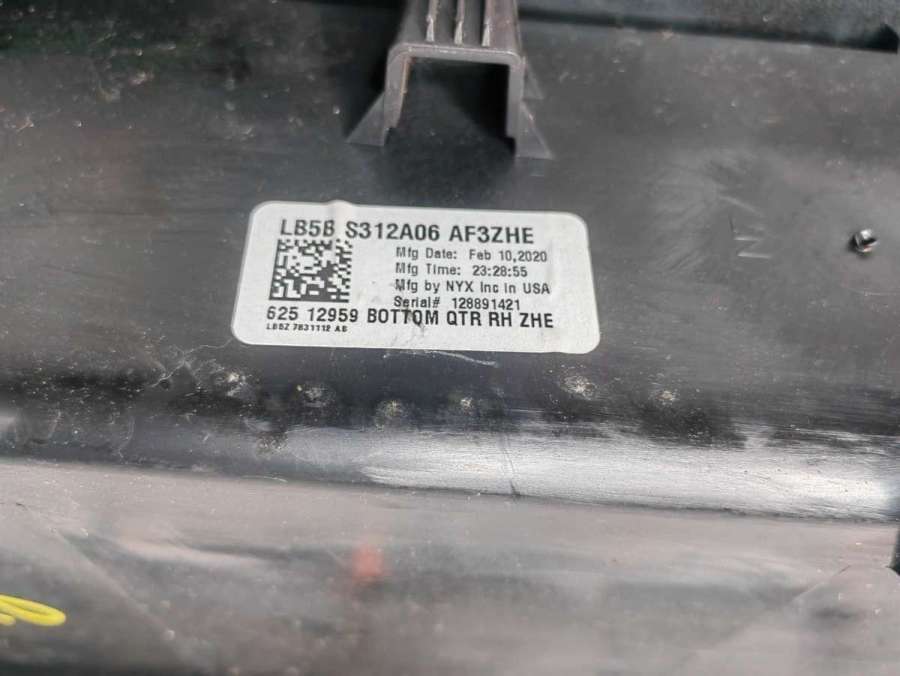 LB5B S312A06 AF3ZHE
Mfg Date: Feb 10,2020
Mfg Time: 23:28:55
Mfg by NYX Inc in USA
Serial# 128891421
625 12959 BOTTOM QTR RH ZHE
LB5Z 7831112 AB